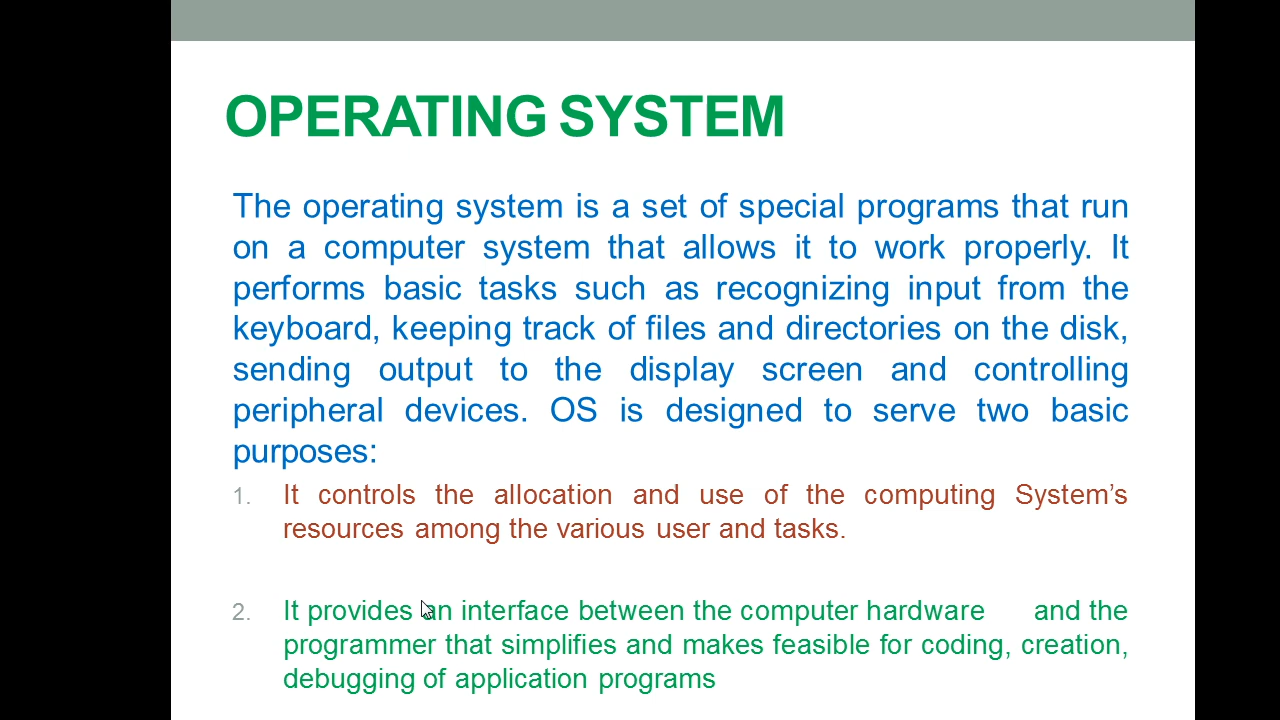 OPERATING SYSTEM
The operating system is a set of special programs that run
on a computer system that allows it to work properly. It
performs basic tasks such as recognizing input from the
keyboard, keeping track of files and directories on the disk,
sending output to the display screen and controlling
peripheral devices. OS is designed to serve two basic
purposes:
1. It controls the allocation and use of the computing System’s
resources among the various user and tasks.
2. It provides an interface between the computer hardware and the
programmer that simplifies and makes feasible for coding, creation,
debugging of application programs